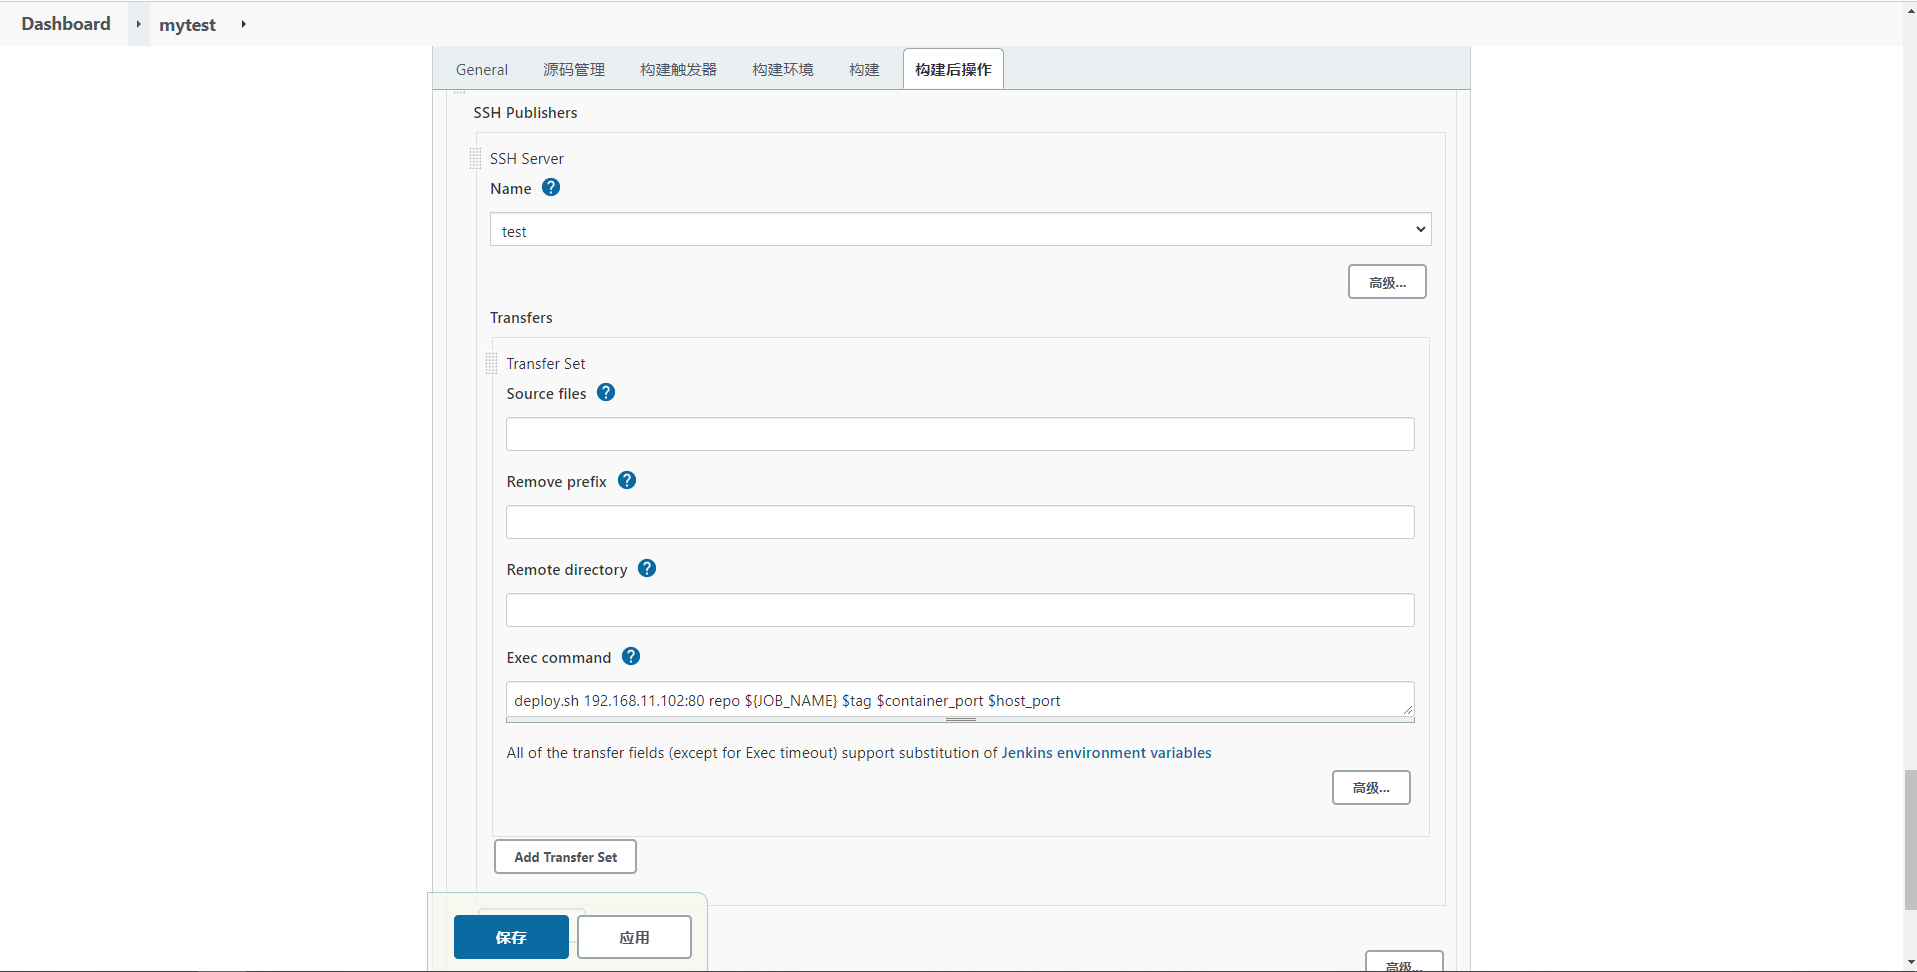 Dashboard mytest
General 源码管理 构建触发器 构建环境 构建 构建后操作
SSH Publishers
SSH Server
Name ?
test
高级...
Transfers
Transfer Set
Source files ?
Remove prefix ?
Remote directory ?
Exec command ?
deploy.sh 192.168.11.102:80 repo ${JOB_NAME} $tag $container_port $host_port
All of the transfer fields (except for Exec timeout) support substitution of Jenkins environment variables
高级...
Add Transfer Set
保存 应用
高级...